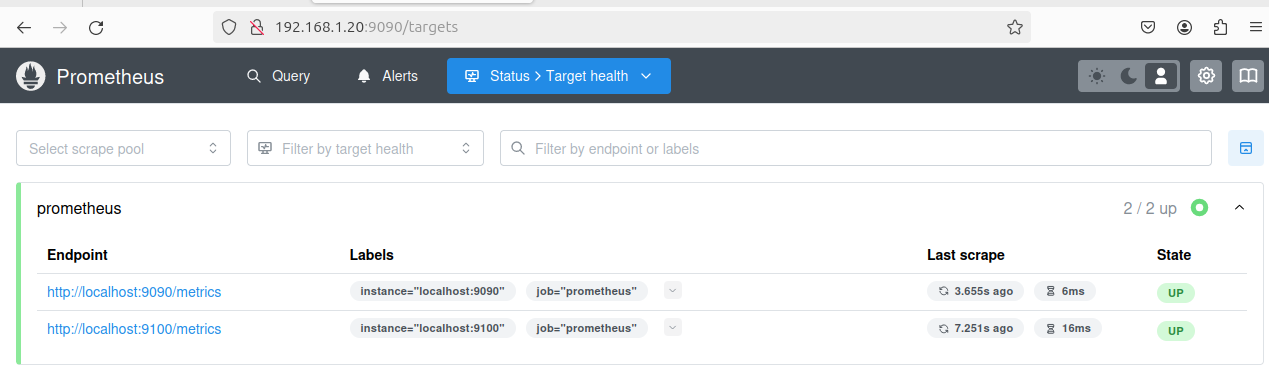 192.168.1.20:9090/targets
Prometheus Query Alerts Status > Target health
Select scrape pool Filter by target health Filter by endpoint or labels
prometheus 2 / 2 up
Endpoint Labels Last scrape State
http://localhost:9090/metrics instance="localhost:9090" job="prometheus" 3.655s ago 6ms UP
http://localhost:9100/metrics instance="localhost:9100" job="prometheus" 7.251s ago 16ms UP